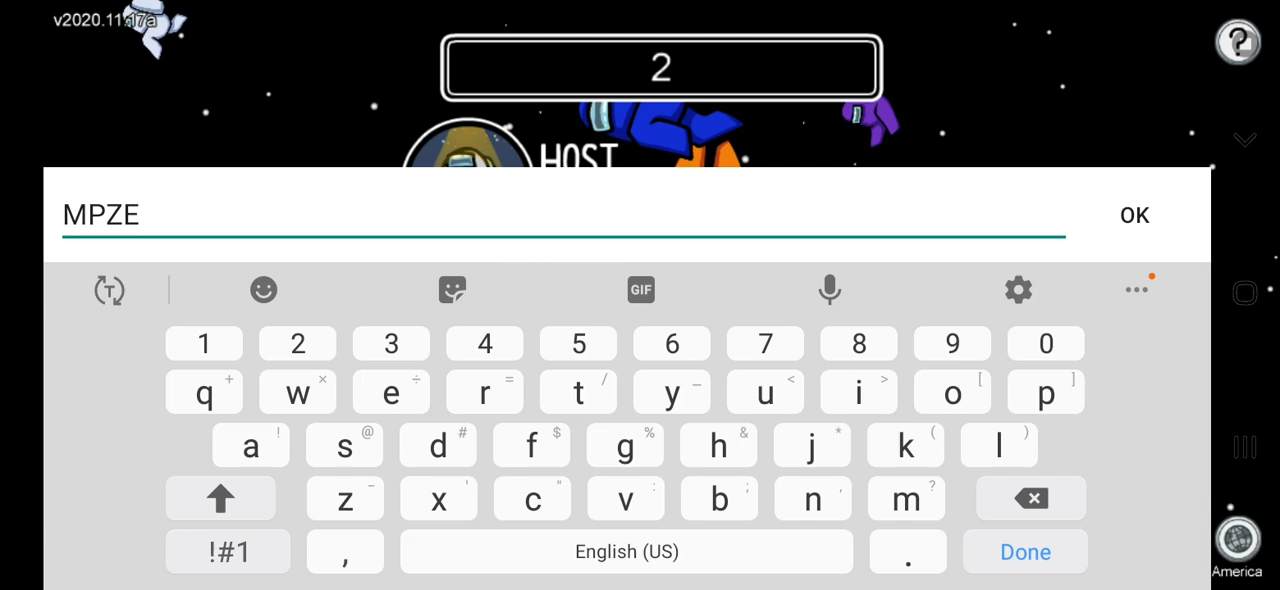 v2020.11.17a
2
HOST
MPZE
OK
T GIF
1 2 3 4 5 6 7 8 9 0
q + w × e ÷ r = t / y _ u < i > o [ p ]
a ! s @ d # f $ g % h & j * k ( l )
z - x ' c " v : b ; n , m ?
!#1 , English (US) . Done
America